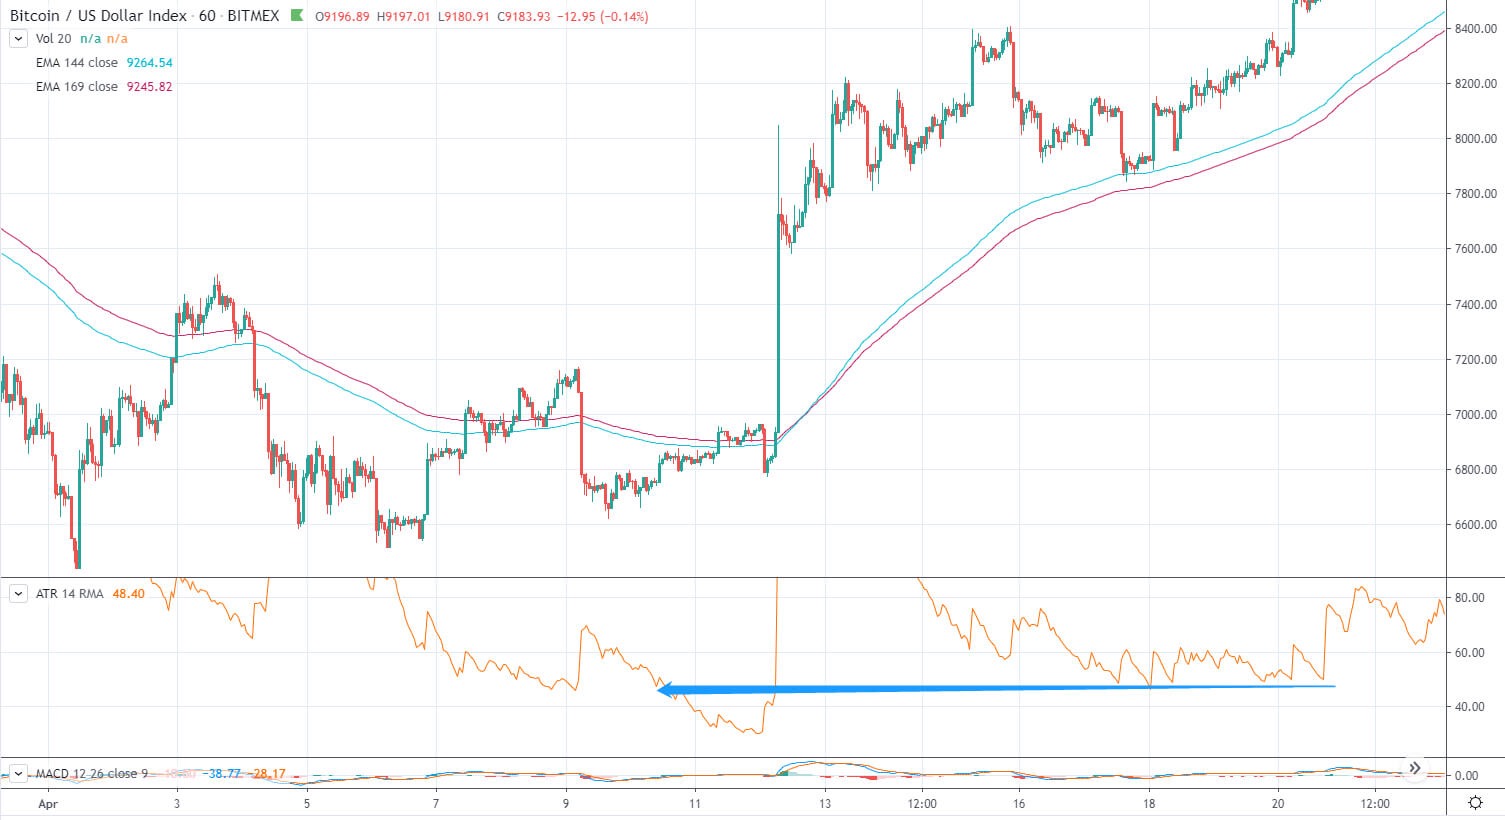 Bitcoin / US Dollar Index · 60 · BITMEX O9196.89 H9197.01 L9180.91 C9183.93 −12.95 (−0.14%)
Vol 20 n/a n/a
EMA 144 close 9264.54
EMA 169 close 9245.82
8400.00
8200.00
8000.00
7800.00
7600.00
7400.00
7200.00
7000.00
6800.00
6600.00
ATR 14 RMA 48.40
80.00
60.00
40.00
MACD 12 26 close 9 −38.77 −28.17
0.00
Apr 3 5 7 9 11 13 12:00 16 18 20 12:00